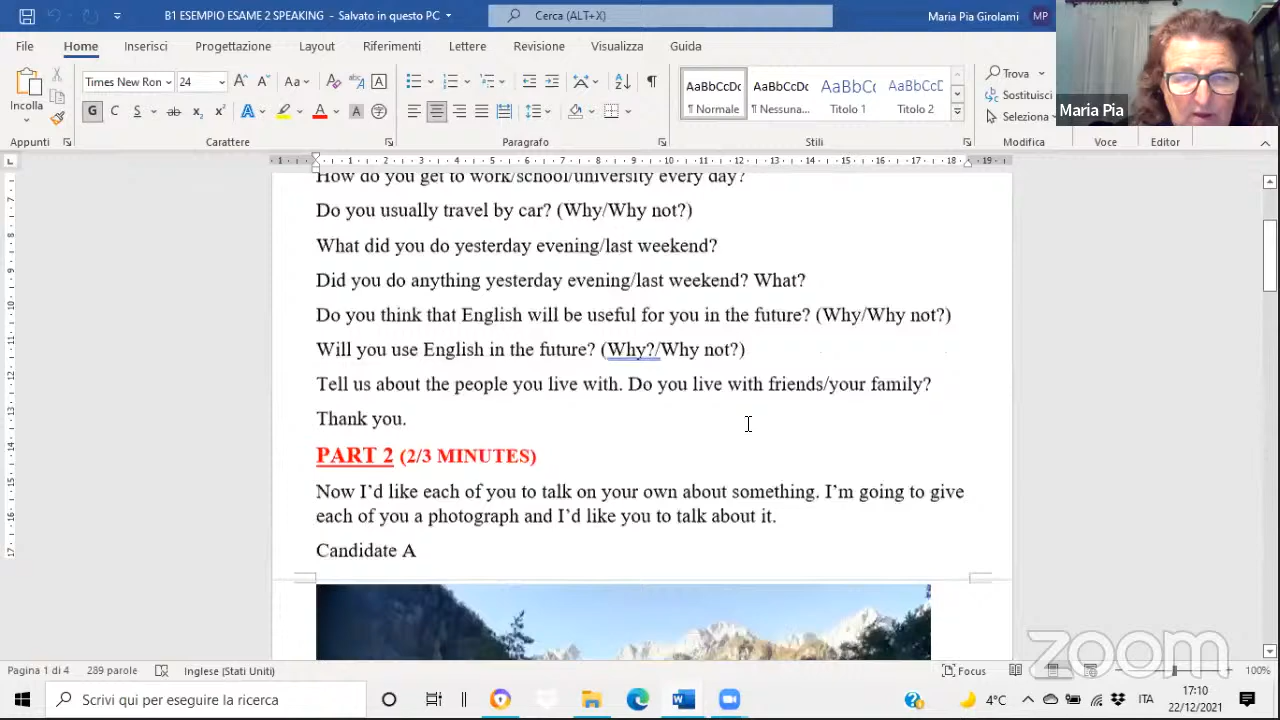 B1 ESEMPIO ESAME 2 SPEAKING - Salvato in questo PC
Cerca (ALT+X)
Maria Pia Girolami
MP
File Home Inserisci Progettazione Layout Riferimenti Lettere Revisione Visualizza Guida
Times New Ron 24
Incolla
G C S ab x₂ x²
AaBbCcDc AaBbCcDc AaBbCc AaBbCcD
¶ Normale ¶ Nessuna... Titolo 1 Titolo 2
Trova
Sostituisci
Seleziona
Maria Pia
Appunti Carattere Paragrafo Stili Modifica Voce Editor
How do you get to work/school/university every day?
Do you usually travel by car? (Why/Why not?)
What did you do yesterday evening/last weekend?
Did you do anything yesterday evening/last weekend? What?
Do you think that English will be useful for you in the future? (Why/Why not?)
Will you use English in the future? (Why?/Why not?)
Tell us about the people you live with. Do you live with friends/your family?
Thank you.
PART 2 (2/3 MINUTES)
Now I’d like each of you to talk on your own about something. I’m going to give
each of you a photograph and I’d like you to talk about it.
Candidate A
zoom
Pagina 1 di 4 289 parole Inglese (Stati Uniti) Focus 100%
Scrivi qui per eseguire la ricerca
4°C ITA 17:10
22/12/2021